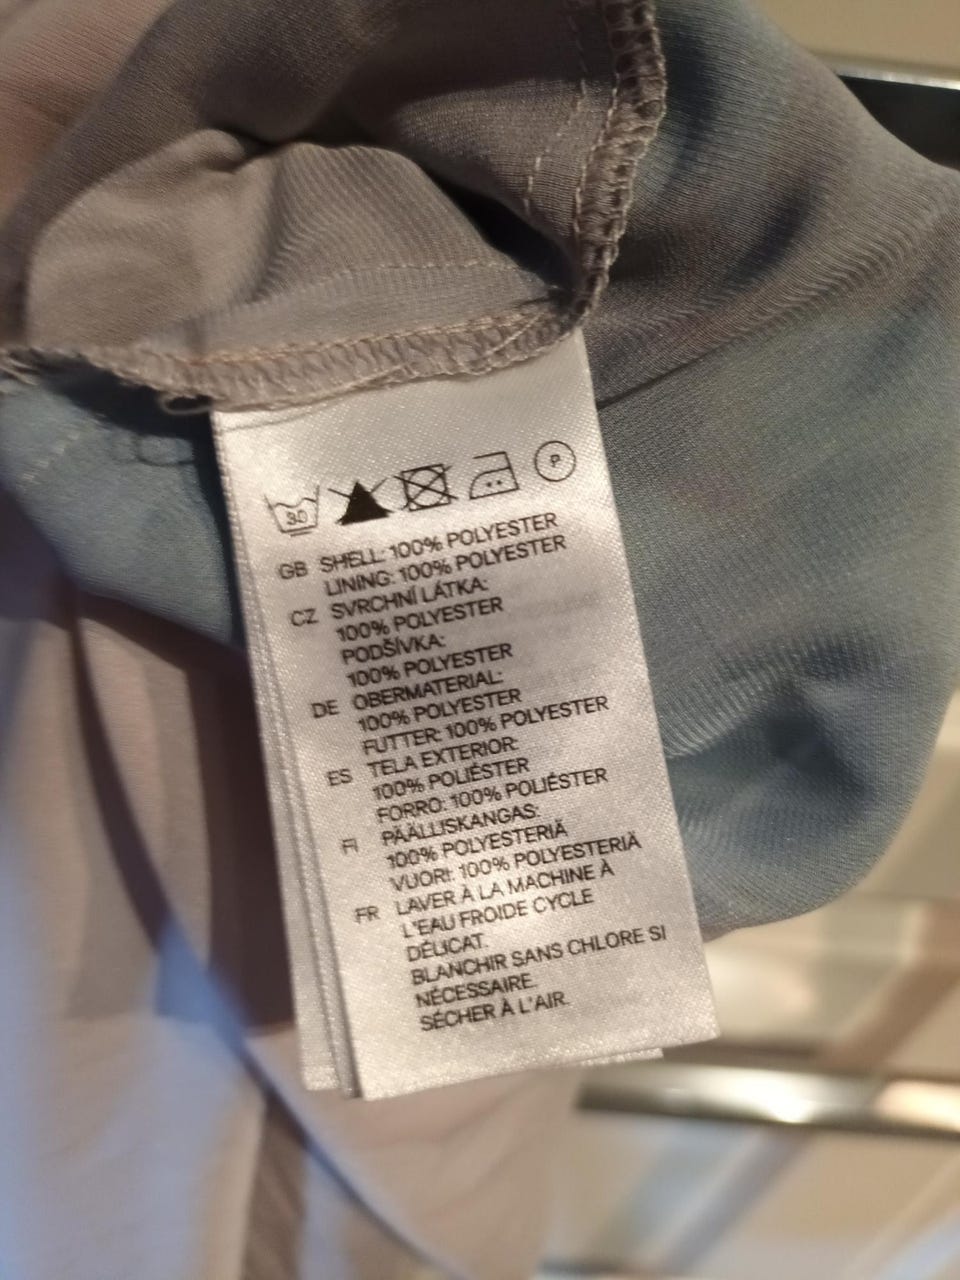 30
P
GB SHELL: 100% POLYESTER
LINING: 100% POLYESTER
CZ SVRCHNÍ LÁTKA:
100% POLYESTER
PODŠÍVKA:
100% POLYESTER
DE OBERMATERIAL:
100% POLYESTER
FUTTER: 100% POLYESTER
ES TELA EXTERIOR:
100% POLIÉSTER
FORRO: 100% POLIÉSTER
FI PÄÄLLISKANGAS:
100% POLYESTERIÄ
VUORI: 100% POLYESTERIÄ
FR LAVER À LA MACHINE À
L'EAU FROIDE CYCLE
DÉLICAT.
BLANCHIR SANS CHLORE SI
NÉCESSAIRE.
SÉCHER À L'AIR.